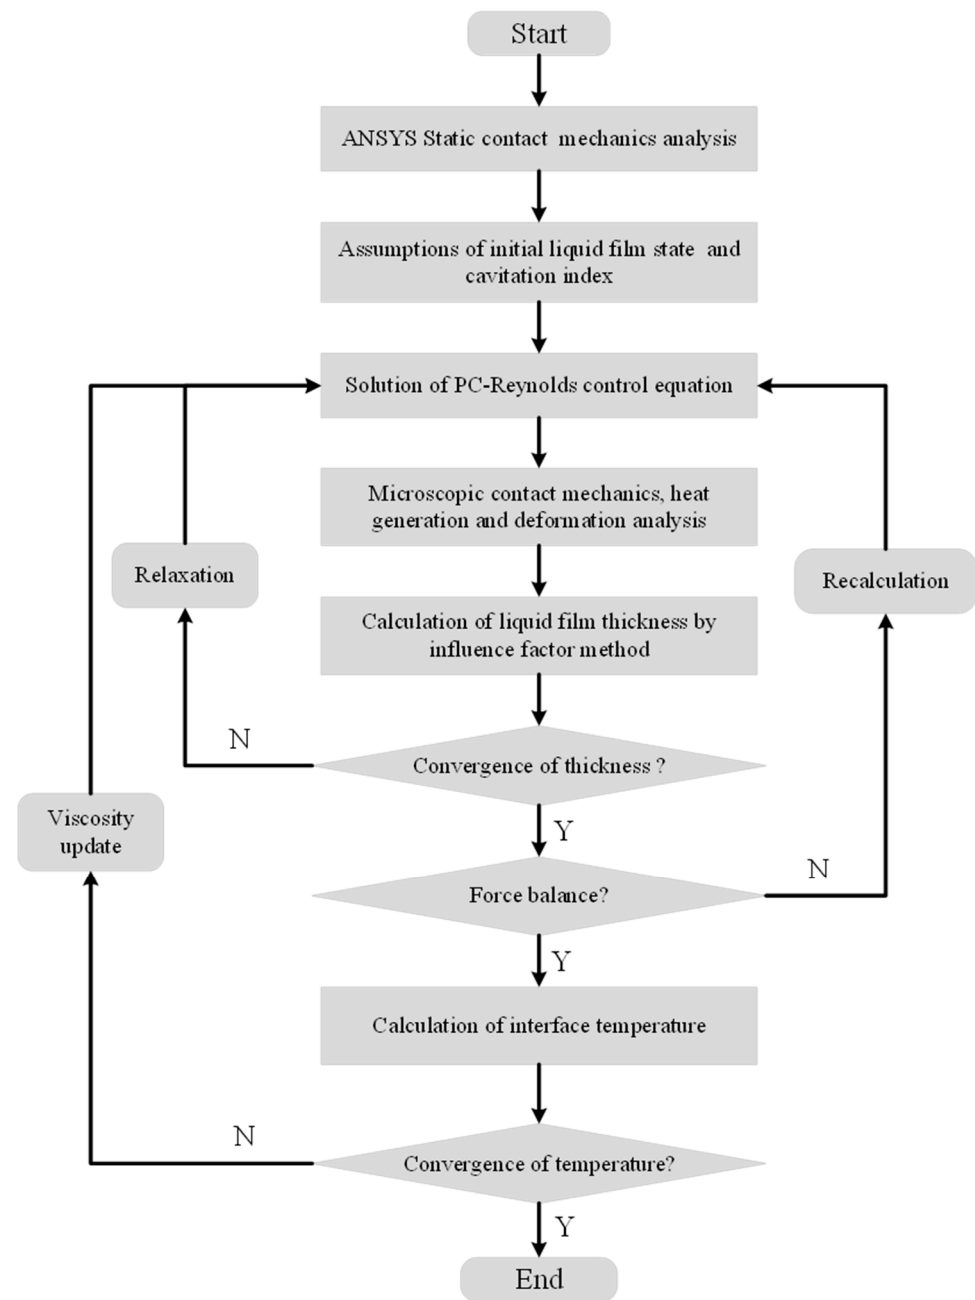 Start
ANSYS Static contact mechanics analysis
Assumptions of initial liquid film state and
cavitation index
Solution of PC-Reynolds control equation
Microscopic contact mechanics, heat
generation and deformation analysis
Relaxation
Recalculation
Calculation of liquid film thickness by
influence factor method
N
Convergence of thickness ?
Y
Viscosity
update
Force balance?
N
Y
Calculation of interface temperature
N
Convergence of temperature?
Y
End